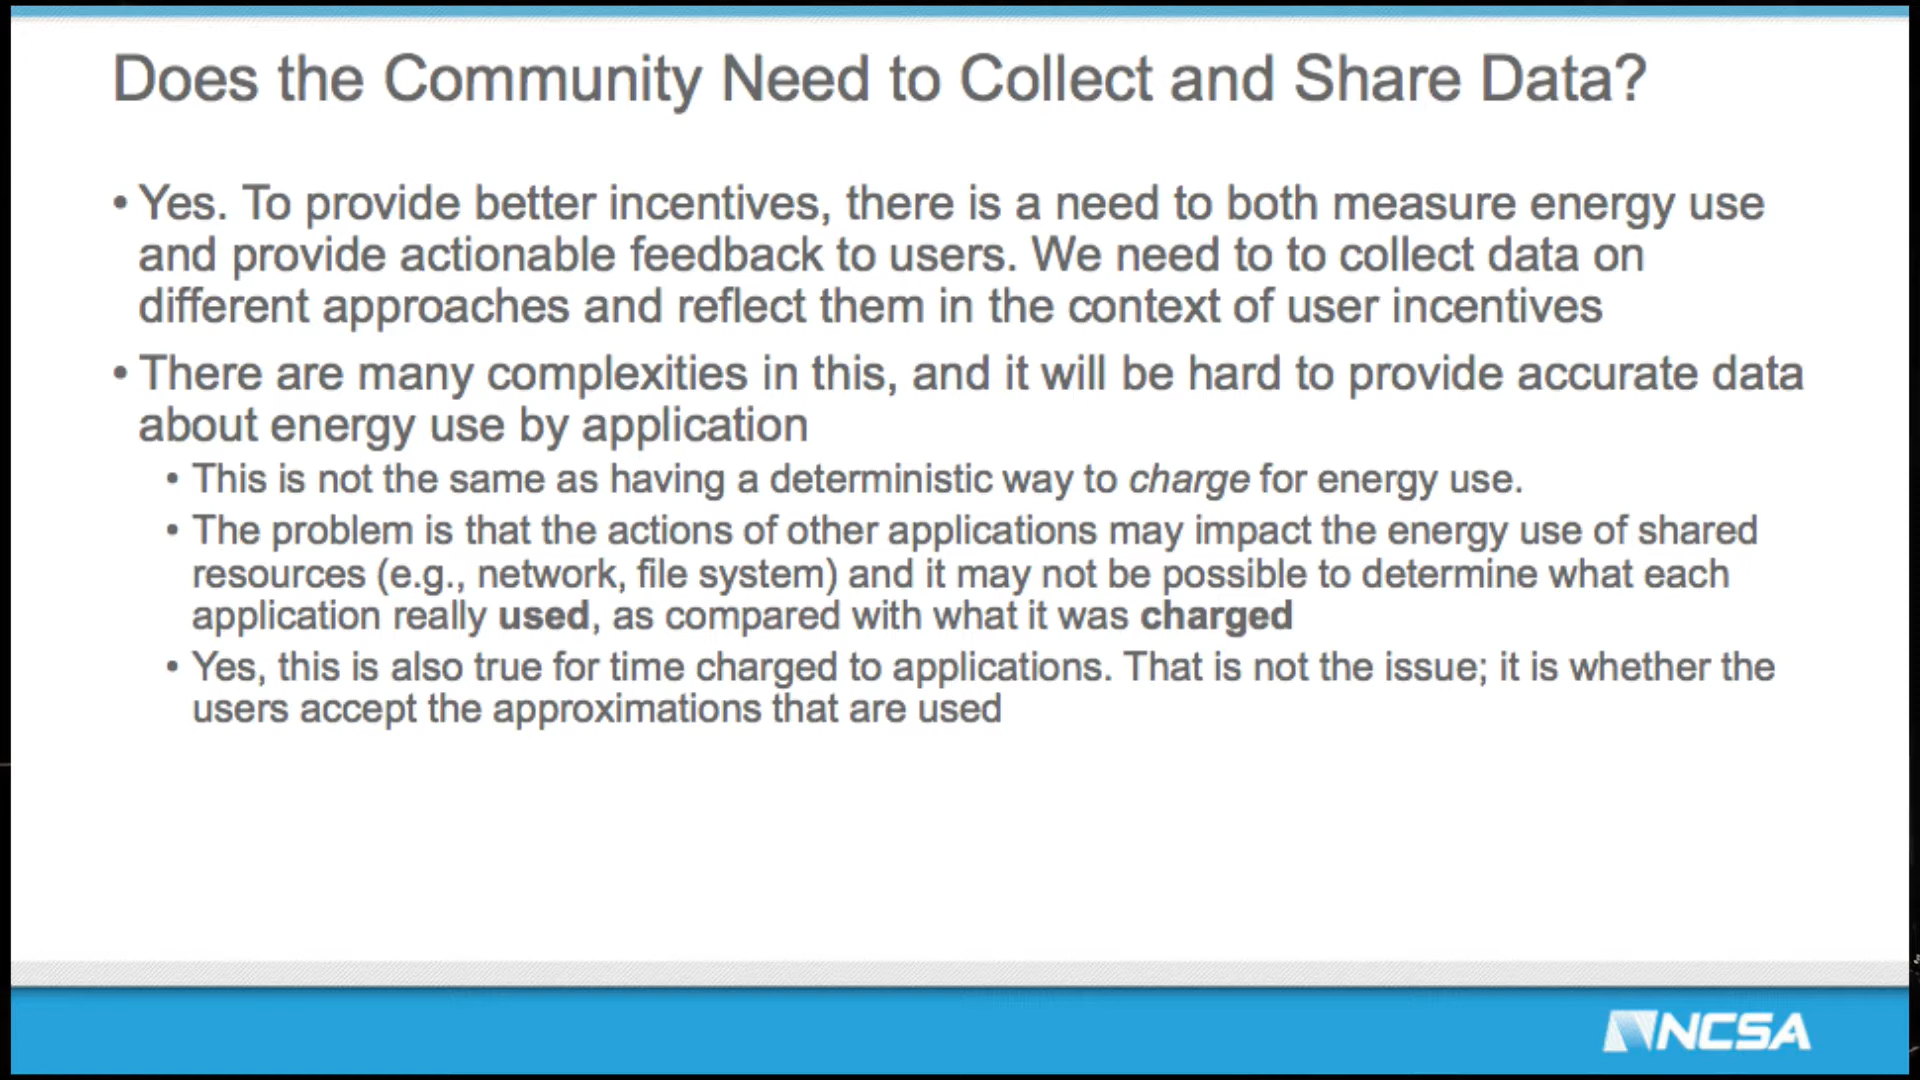 Does the Community Need to Collect and Share Data?
• Yes. To provide better incentives, there is a need to both measure energy use
and provide actionable feedback to users. We need to to collect data on
different approaches and reflect them in the context of user incentives
• There are many complexities in this, and it will be hard to provide accurate data
about energy use by application
• This is not the same as having a deterministic way to charge for energy use.
• The problem is that the actions of other applications may impact the energy use of shared
resources (e.g., network, file system) and it may not be possible to determine what each
application really used, as compared with what it was charged
• Yes, this is also true for time charged to applications. That is not the issue; it is whether the
users accept the approximations that are used
NCSA